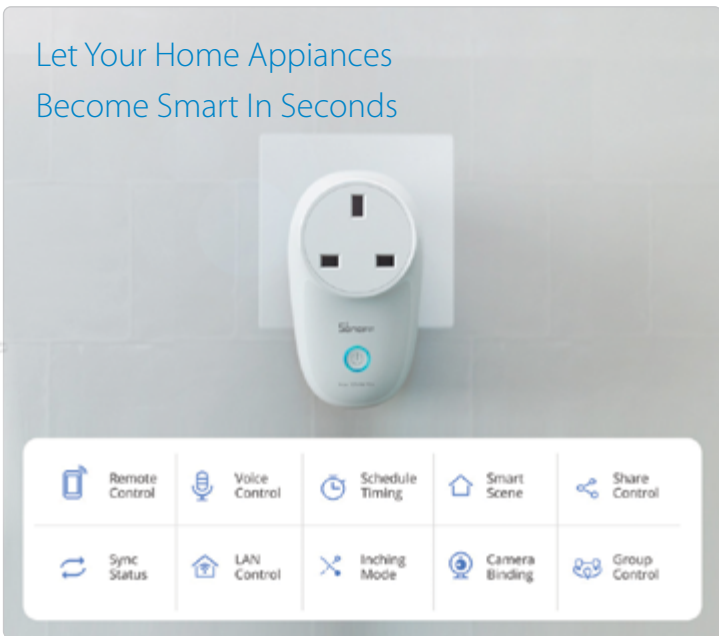 Let Your Home Appiances
Become Smart In Seconds
Sonoff
Remote
Control
Voice
Control
Schedule
Timing
Smart
Scene
Share
Control
Sync
Status
LAN
Control
Inching
Mode
Camera
Binding
Group
Control